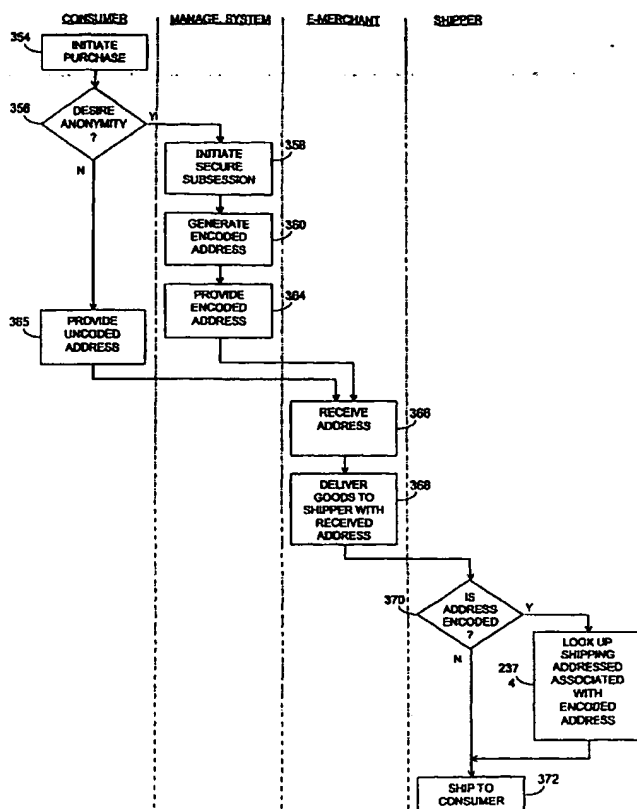 CONSUMER MANAGE. SYSTEM E-MERCHANT SHIPPER
354
INITIATE
PURCHASE
356
DESIRE
ANONYMITY
?
Y
N
358
INITIATE
SECURE
SUBSESSION
360
GENERATE
ENCODED
ADDRESS
364
PROVIDE
ENCODED
ADDRESS
365
PROVIDE
UNCODED
ADDRESS
366
RECEIVE
ADDRESS
368
DELIVER
GOODS TO
SHIPPER WITH
RECEIVED
ADDRESS
370
IS
ADDRESS
ENCODED
?
Y
N
237
4
LOOK UP
SHIPPING
ADDRESSED
ASSOCIATED
WITH
ENCODED
ADDRESS
SHIP TO
CONSUMER
372